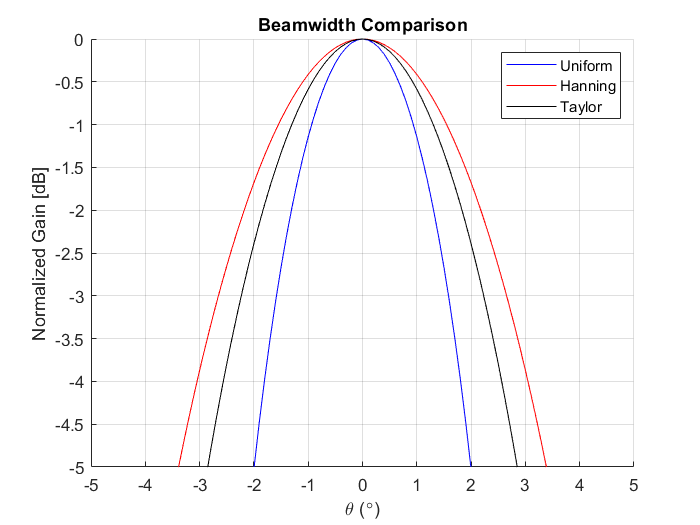 Beamwidth Comparison
Normalized Gain [dB]
0
-0.5
-1
-1.5
-2
-2.5
-3
-3.5
-4
-4.5
-5
Uniform
Hanning
Taylor
-5 -4 -3 -2 -1 0 1 2 3 4 5
θ (°)